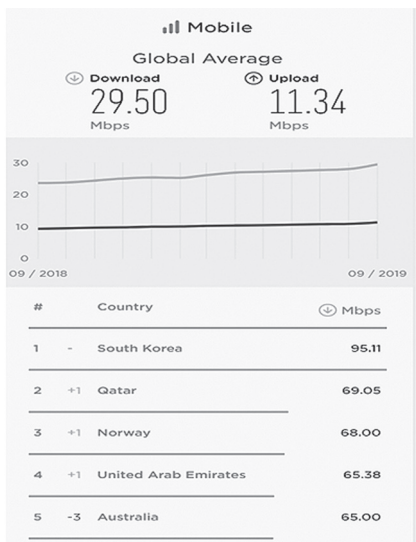 Mobile
Global Average
Download Upload
29.50 11.34
Mbps Mbps
30
20
10
0
09 / 2018 09 / 2019
# Country Mbps
1 - South Korea 95.11
2 +1 Qatar 69.05
3 +1 Norway 68.00
4 +1 United Arab Emirates 65.38
5 -3 Australia 65.00